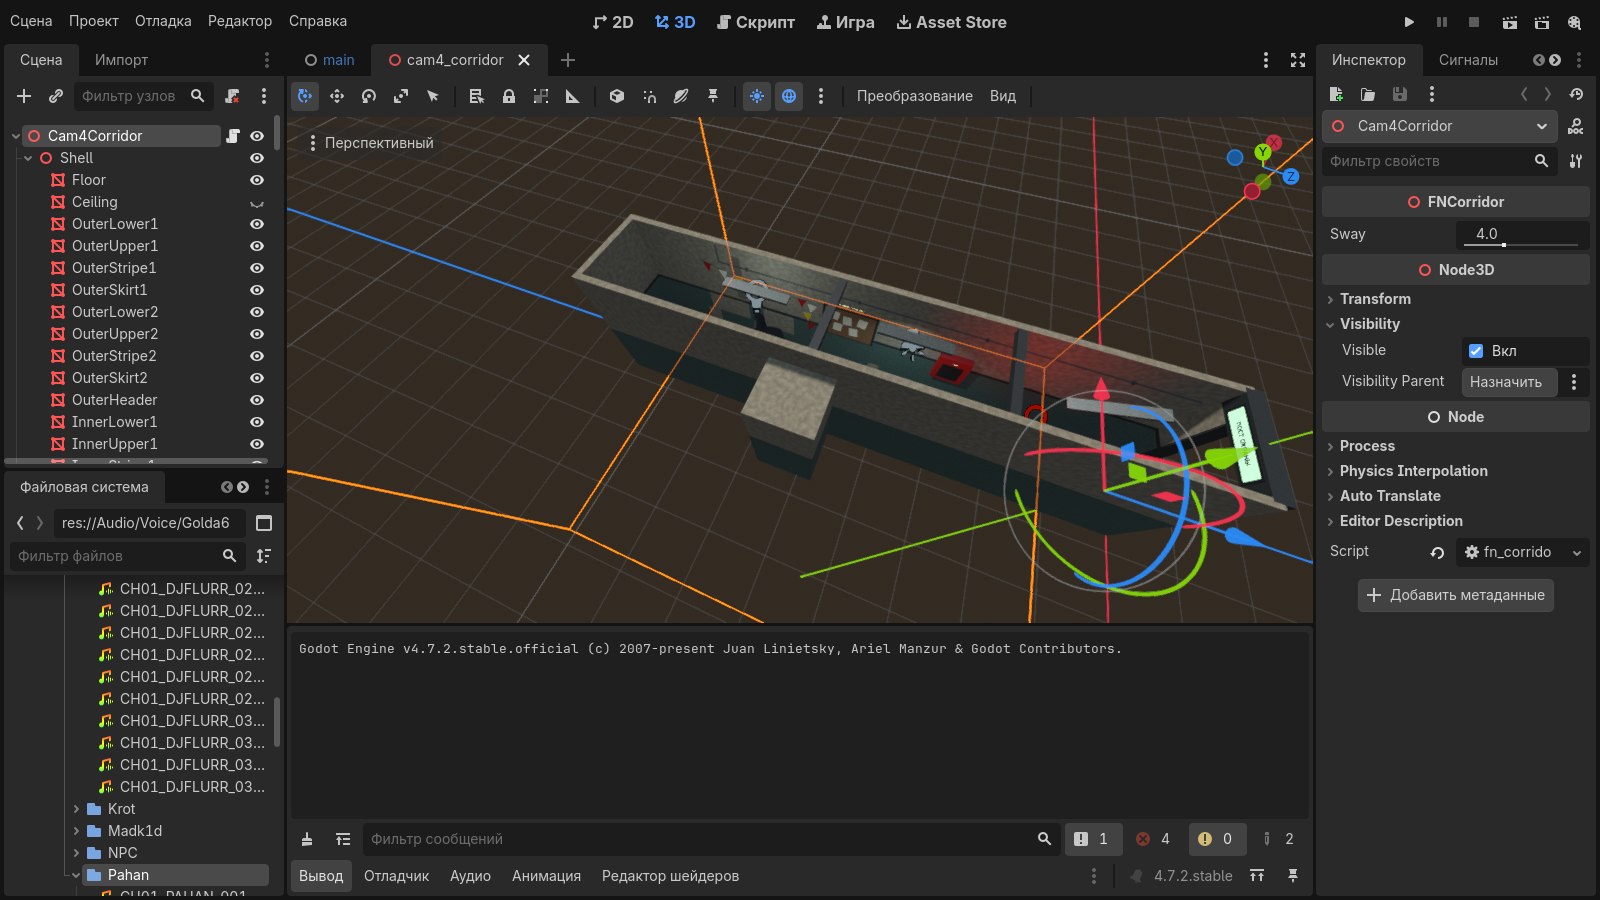 Сцена Проект Отладка Редактор Справка
2D 3D Скрипт Игра Asset Store
Сцена Импорт
main cam4_corridor
Инспектор Сигналы
Фильтр узлов
Преобразование Вид
Cam4Corridor
Cam4Corridor
Перспективный
Y
X
Z
DOC
Shell
Фильтр свойств
Floor
Ceiling
FNCorridor
OuterLower1
Sway 4.0
OuterUpper1
OuterStripe1
Node3D
OuterSkirt1
Transform
OuterLower2
Visibility
OuterUpper2
Visible Вкл
OuterStripe2
OuterSkirt2
Visibility Parent Назначить
OuterHeader
InnerLower1
Node
InnerUpper1
Process
Physics Interpolation
Auto Translate
Editor Description
Script fn_corrido
Добавить метаданные
Файловая система
res://Audio/Voice/Golda6
Фильтр файлов
CH01_DJFLURR_02...
CH01_DJFLURR_02...
CH01_DJFLURR_02...
CH01_DJFLURR_02...
CH01_DJFLURR_02...
CH01_DJFLURR_02...
CH01_DJFLURR_03...
CH01_DJFLURR_03...
CH01_DJFLURR_03...
CH01_DJFLURR_03...
Krot
Madk1d
NPC
Pahan
CH01_PAHAN_001
Godot Engine v4.7.2.stable.official (c) 2007-present Juan Linietsky, Ariel Manzur & Godot Contributors.
Фильтр сообщений
1 4 0 2
Вывод Отладчик Аудио Анимация Редактор шейдеров
4.7.2.stable